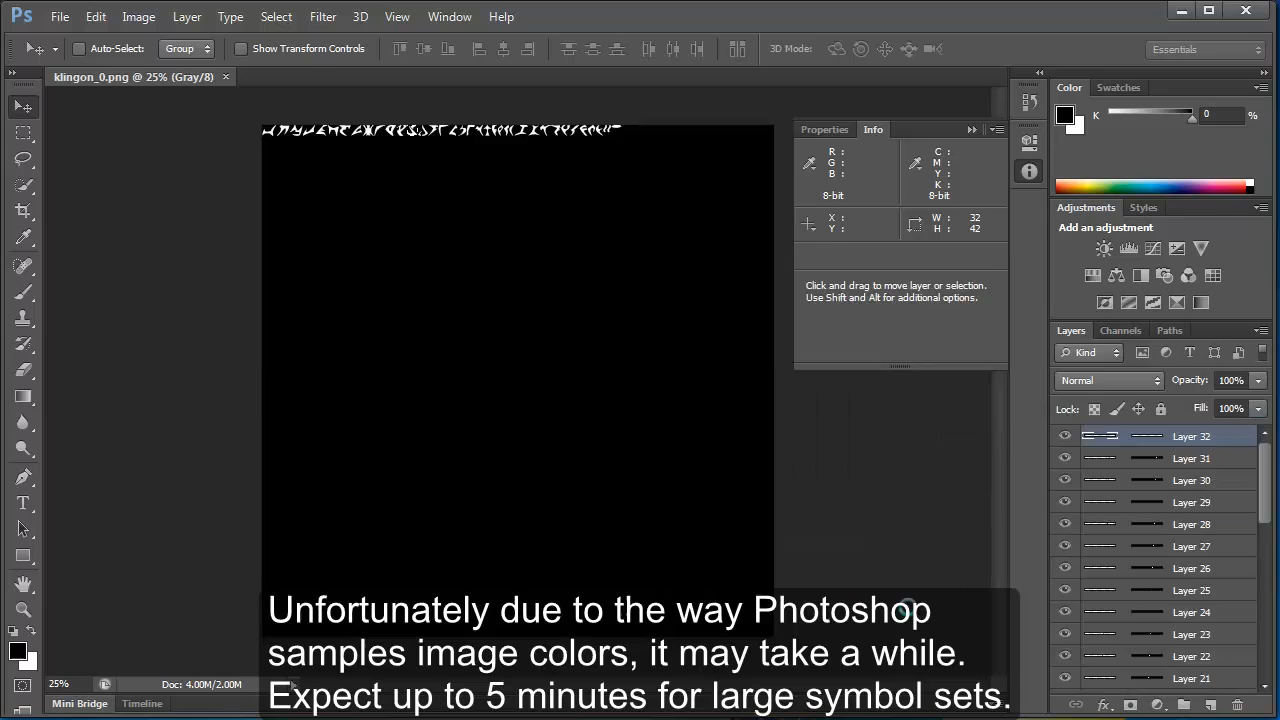 Ps File Edit Image Layer Type Select Filter 3D View Window Help
Auto-Select: Group Show Transform Controls 3D Mode: Essentials
klingon_0.png @ 25% (Gray/8) ×
Color Swatches
K 0 %
Properties Info
R : C :
G : M :
B : Y :
K :
8-bit 8-bit
X : W : 32
Y : H : 42
Click and drag to move layer or selection.
Use Shift and Alt for additional options.
Adjustments Styles
Add an adjustment
Layers Channels Paths
Kind
Normal Opacity: 100%
Lock: Fill: 100%
Layer 32
Layer 31
Layer 30
Layer 29
Layer 28
Layer 27
Layer 26
Layer 25
Layer 24
Layer 23
Layer 22
Layer 21
Unfortunately due to the way Photoshop
samples image colors, it may take a while.
Expect up to 5 minutes for large symbol sets.
25% Doc: 4.00M/2.00M
Mini Bridge Timeline